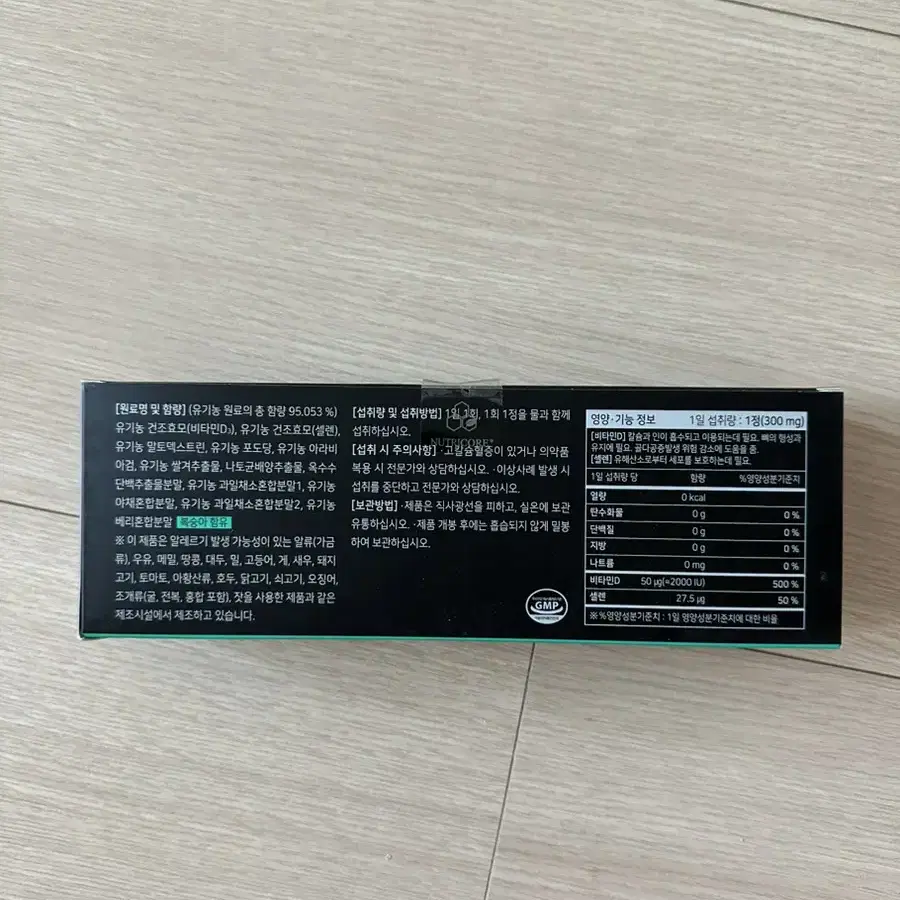 [원료명 및 함량] (유기농 원료의 총 함량 95.053 %)
유기농 건조효모(비타민D₃), 유기농 건조효모(셀렌),
유기농 말토덱스트린, 유기농 포도당, 유기농 아라비
아검, 유기농 쌀겨추출물, 나토균배양추출물, 옥수수
단백추출물분말, 유기농 과일채소혼합분말1, 유기농
야채혼합분말, 유기농 과일채소혼합분말2, 유기농
베리혼합분말 복숭아 함유
※ 이 제품은 알레르기 발생 가능성이 있는 알류(가금
류), 우유, 메밀, 땅콩, 대두, 밀, 고등어, 게, 새우, 돼지
고기, 토마토, 아황산류, 호두, 닭고기, 쇠고기, 오징어,
조개류(굴, 전복, 홍합 포함), 잣을 사용한 제품과 같은
제조시설에서 제조하고 있습니다.
[섭취량 및 섭취방법] 1일 1회, 1회 1정을 물과 함께
섭취하십시오.
[섭취 시 주의사항] ·고칼슘혈증이 있거나 의약품
복용 시 전문가와 상담하십시오. ·이상사례 발생 시
섭취를 중단하고 전문가와 상담하십시오.
[보관방법] ·제품은 직사광선을 피하고, 실온에 보관
유통하십시오. ·제품 개봉 후에는 흡습되지 않게 밀봉
하여 보관하십시오.
NUTRICORE
GMP
영양·기능 정보 1일 섭취량 : 1정(300 mg)
[비타민D] 칼슘과 인이 흡수되고 이용되는데 필요. 뼈의 형성과
유지에 필요. 골다공증발생 위험 감소에 도움을 줌.
[셀렌] 유해산소로부터 세포를 보호하는데 필요.
1일 섭취량 당 함량 %영양성분기준치
열량 0 kcal
탄수화물 0 g 0 %
단백질 0 g 0 %
지방 0 g 0 %
나트륨 0 mg 0 %
비타민D 50 µg(=2000 IU) 500 %
셀렌 27.5 µg 50 %
※ %영양성분기준치 : 1일 영양성분기준치에 대한 비율